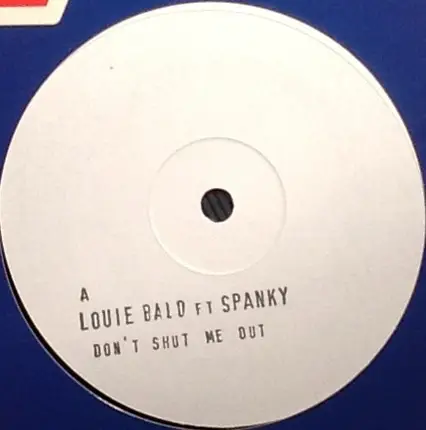 A
LOUIE BALO FT SPANKY
DON'T SHUT ME OUT